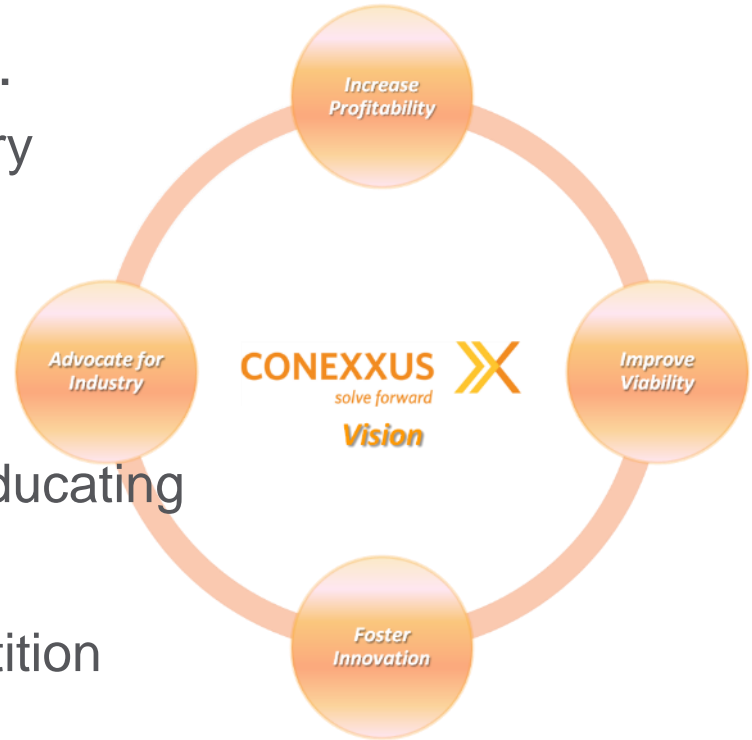 .
ry
ducating
tition
Increase
Profitability
Advocate for
Industry
CONEXXUS
solve forward
Vision
Improve
Viability
Foster
Innovation